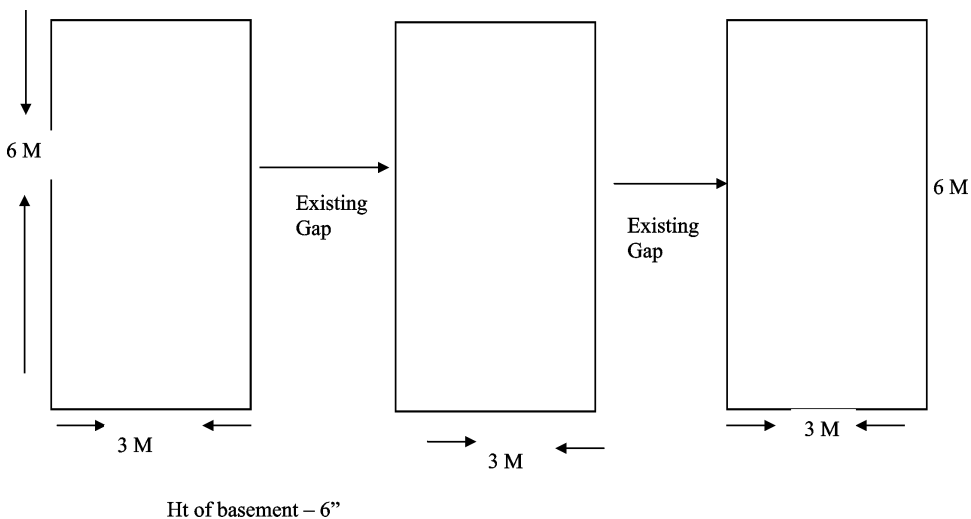 6 M
Existing
Gap
Existing
Gap
6 M
3 M
3 M
3 M
Ht of basement – 6”